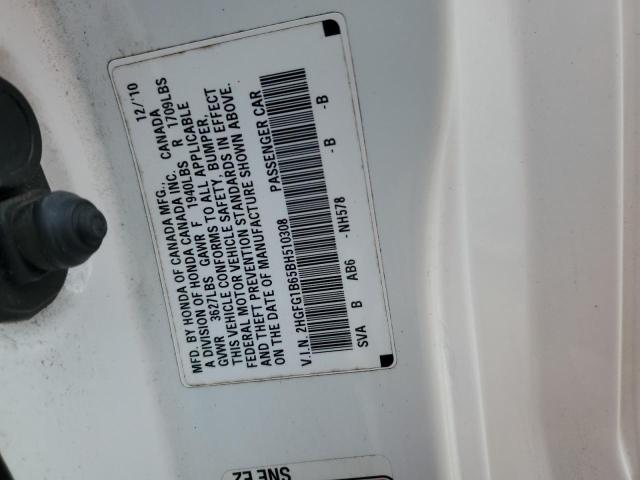 MFD. BY HONDA OF CANADA MFG., CANADA 12/'10
A DIVISION OF HONDA CANADA INC.
GVWR 3627LBS GAWR F 1940LBS R 1709LBS
THIS VEHICLE CONFORMS TO ALL APPLICABLE
FEDERAL MOTOR VEHICLE SAFETY, BUMPER,
AND THEFT PREVENTION STANDARDS IN EFFECT
ON THE DATE OF MANUFACTURE SHOWN ABOVE.
V.I.N. 2HGFG1B65BH510308 PASSENGER CAR
SVA B AB6 -NH578 -B -B
SNE EZ